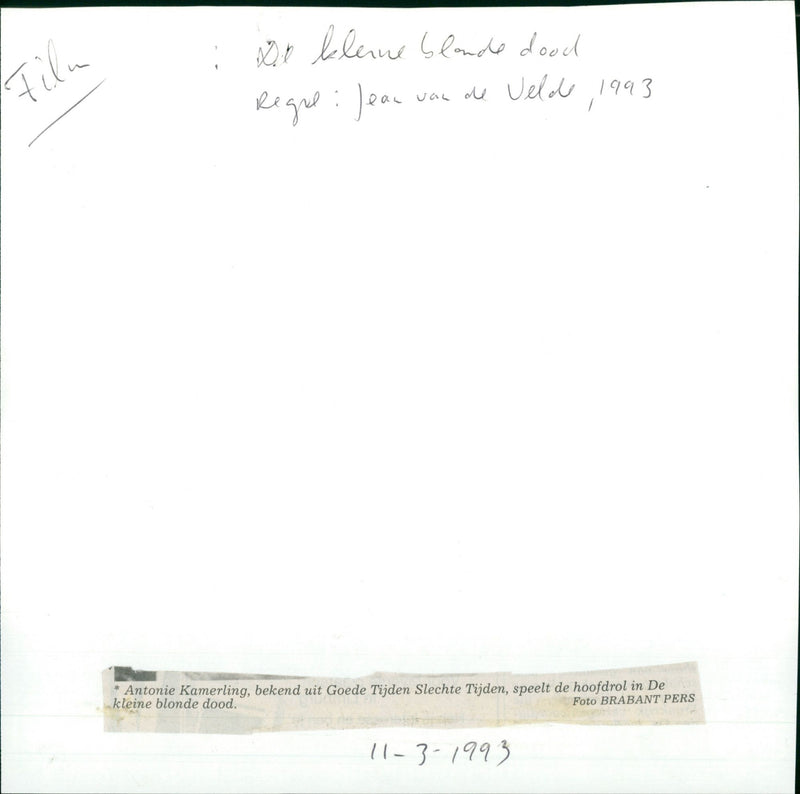 Film : De kleine blonde dood
Regie : Jean van de Velde, 1993
* Antonie Kamerling, bekend uit Goede Tijden Slechte Tijden, speelt de hoofdrol in De
kleine blonde dood. Foto BRABANT PERS
11-3-1993